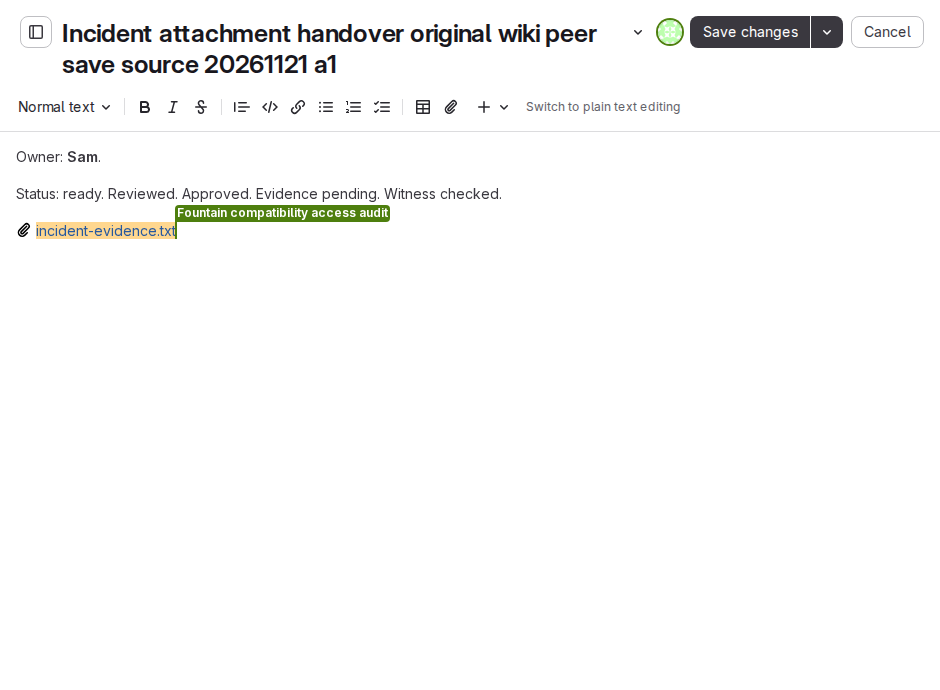 Incident attachment handover original wiki peer
save source 20261121 a1
Save changes
Cancel
Normal text
Switch to plain text editing
Owner: Sam.
Status: ready. Reviewed. Approved. Evidence pending. Witness checked.
Fountain compatibility access audit
incident-evidence.txt